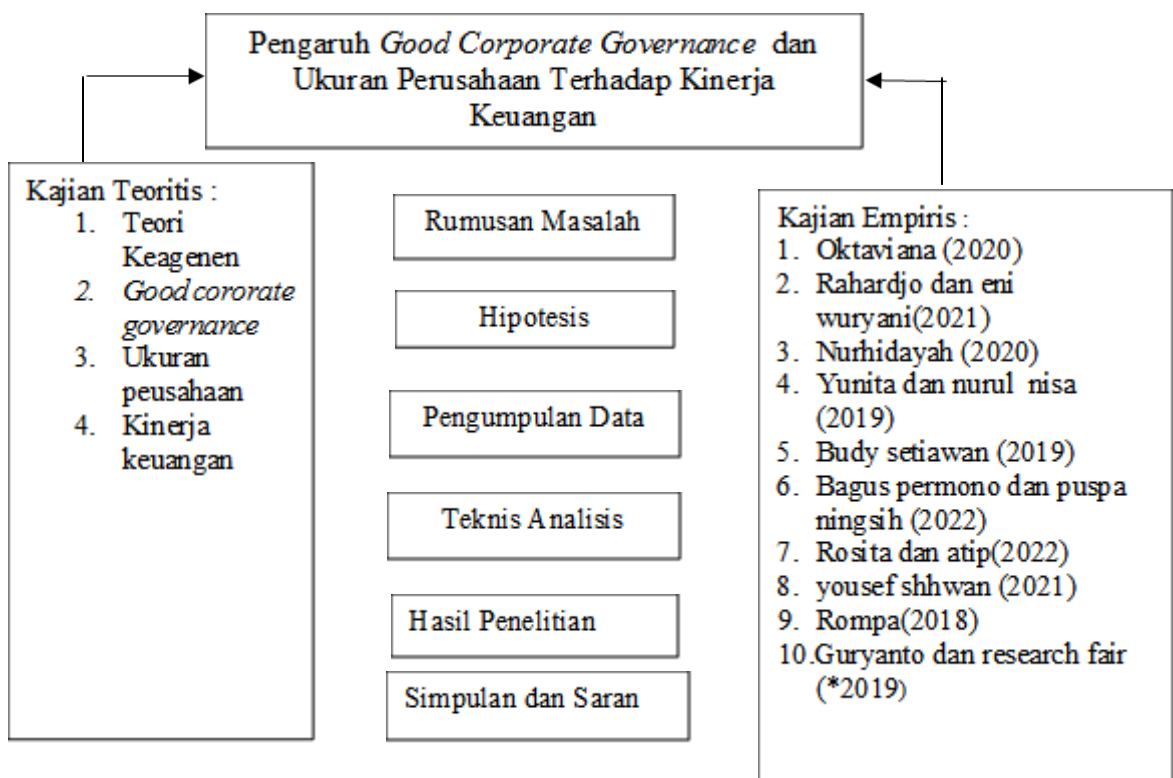 Pengaruh Good Corporate Governance dan
Ukuran Perusahaan Terhadap Kinerja
Keuangan
Kajian Teoritis :
1. Teori
Keagenen
2. Good cororate
governance
3. Ukuran
peusahaan
4. Kinerja
keuangan
Rumusan Masalah
Hipotesis
Pengumpulan Data
Teknis Analisis
Hasil Penelitian
Simpulan dan Saran
Kajian Empiris :
1. Oktaviana (2020)
2. Rahardjo dan eni
wuryani(2021)
3. Nurhidayah (2020)
4. Yunita dan nurul nisa
(2019)
5. Budy setiawan (2019)
6. Bagus permono dan puspa
ningsih (2022)
7. Rosita dan atip(2022)
8. yousef shhwan (2021)
9. Rompa(2018)
10.Guryanto dan research fair
(*2019)